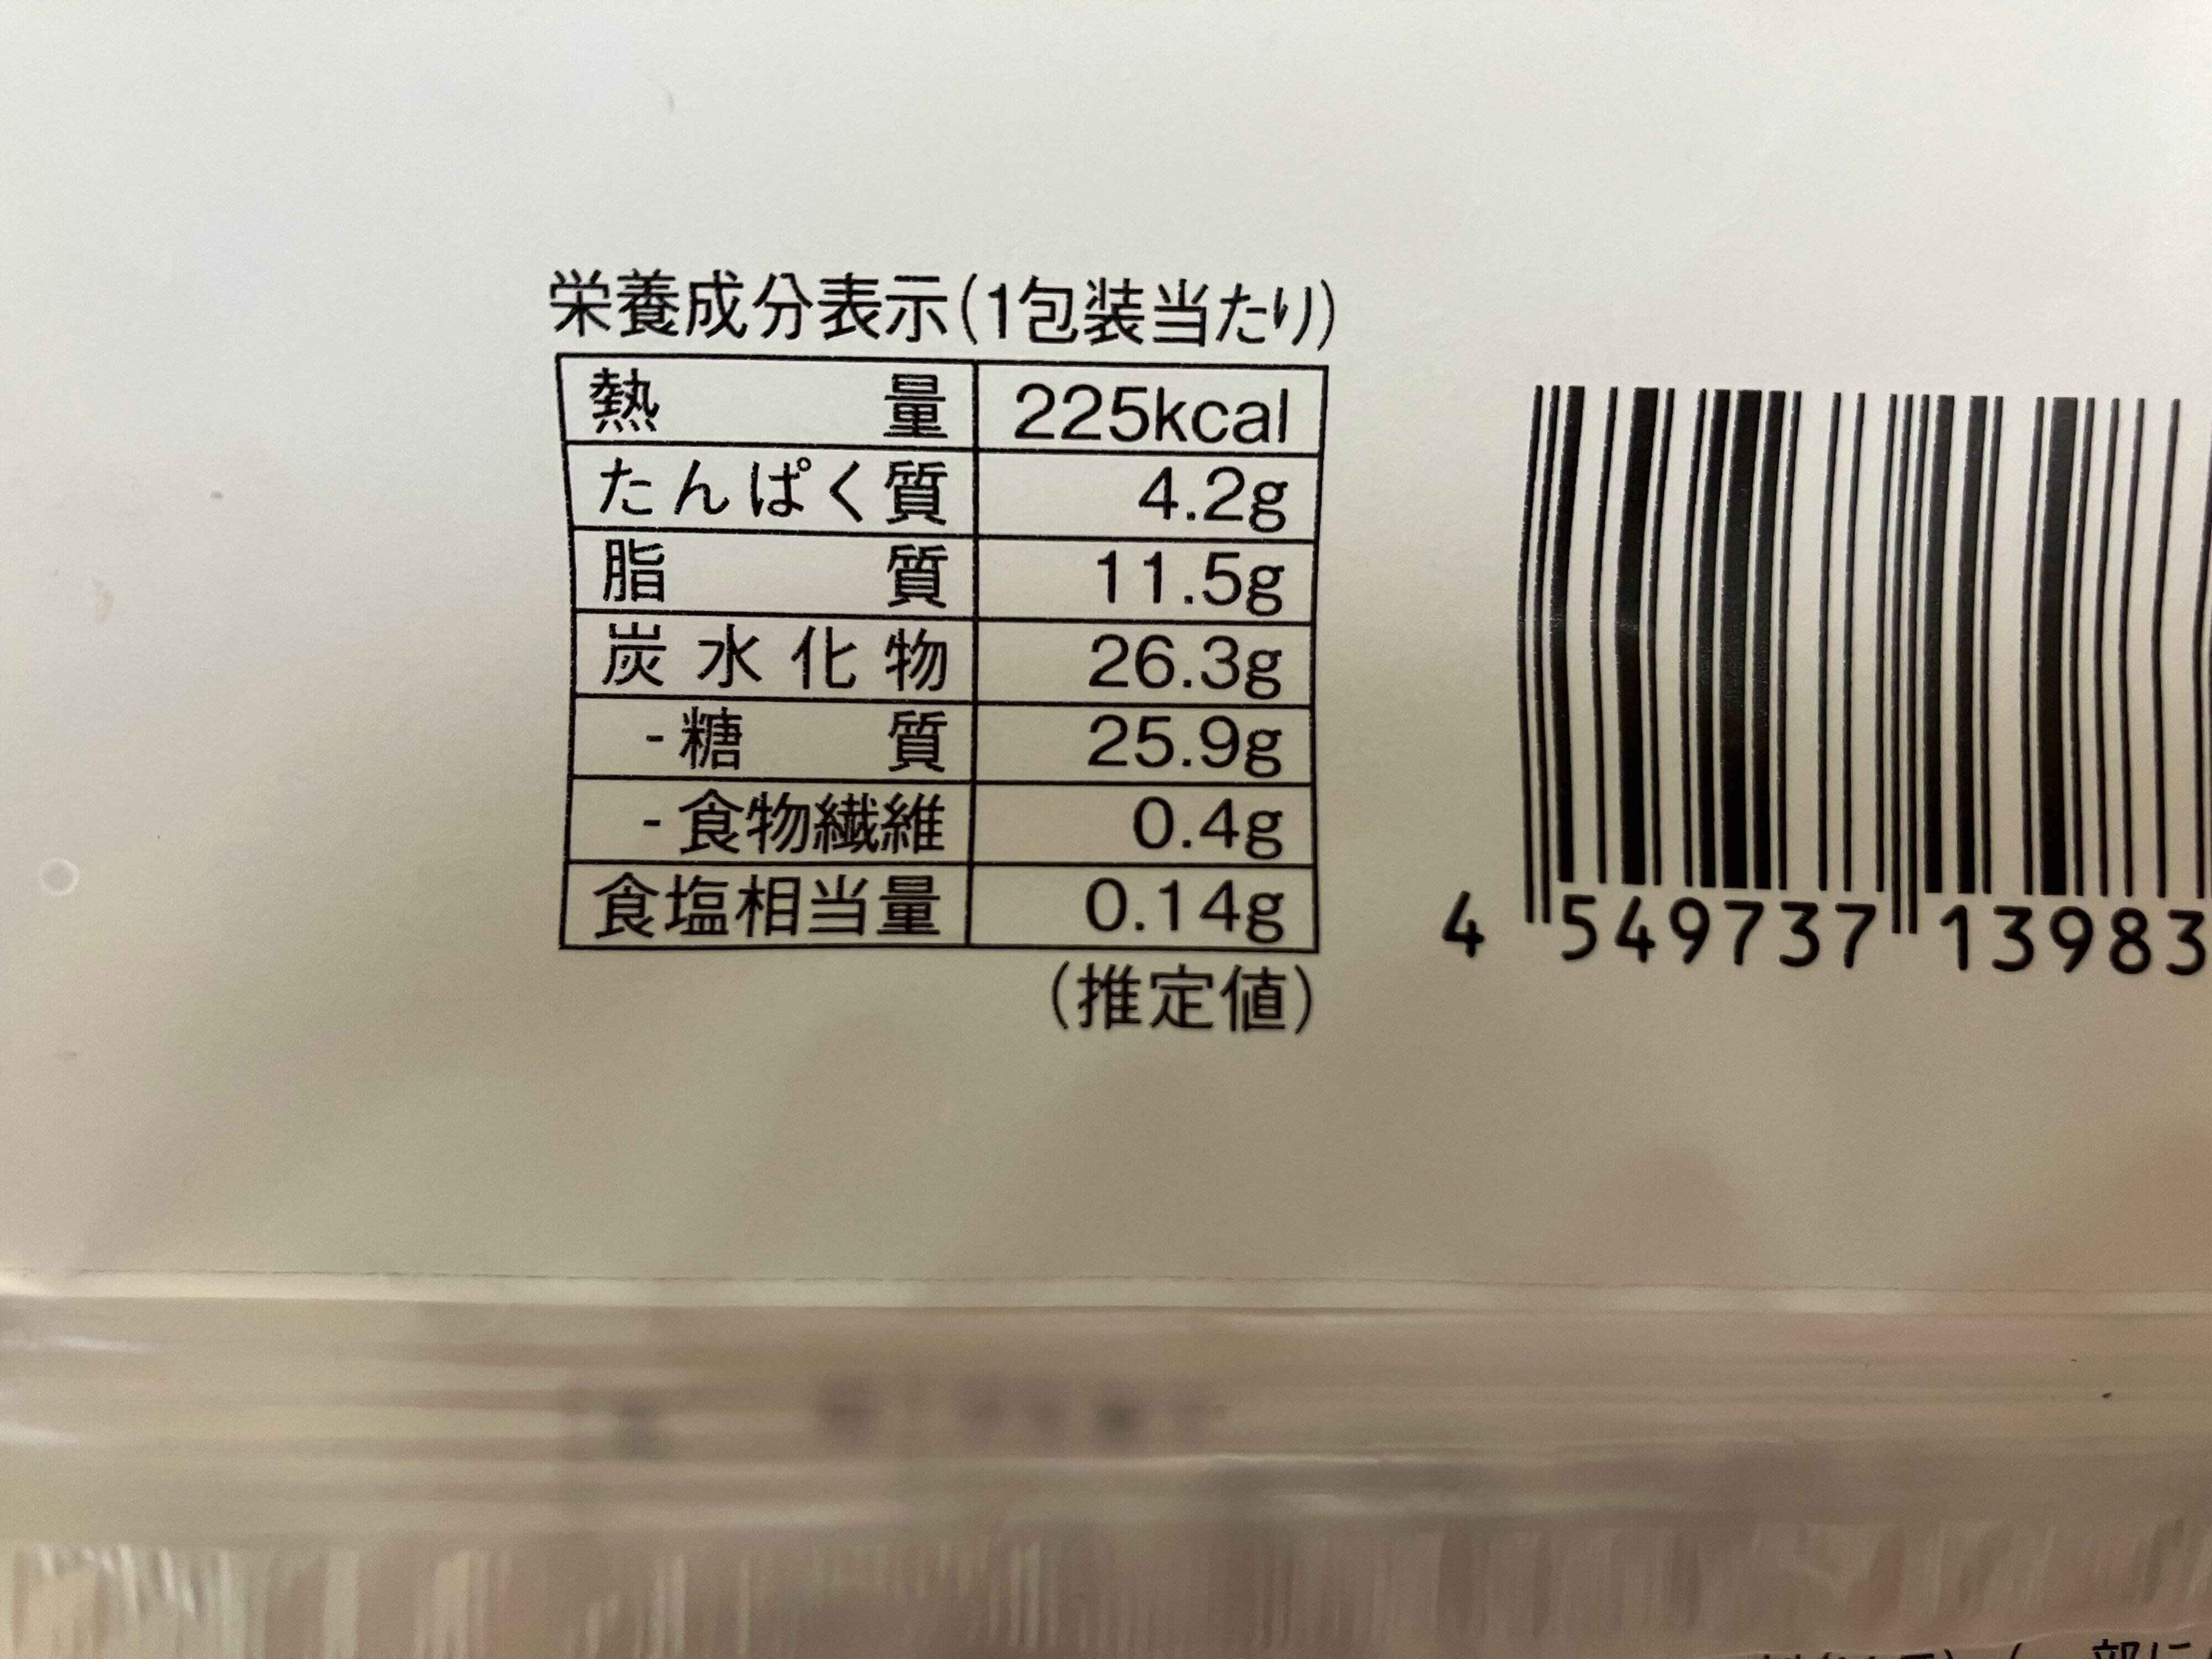 栄養成分表示(1包装当たり)
熱量 225kcal
たんぱく質 4.2g
脂質 11.5g
炭水化物 26.3g
-糖質 25.9g
-食物繊維 0.4g
食塩相当量 0.14g
(推定値)
4 549737 13983
部に